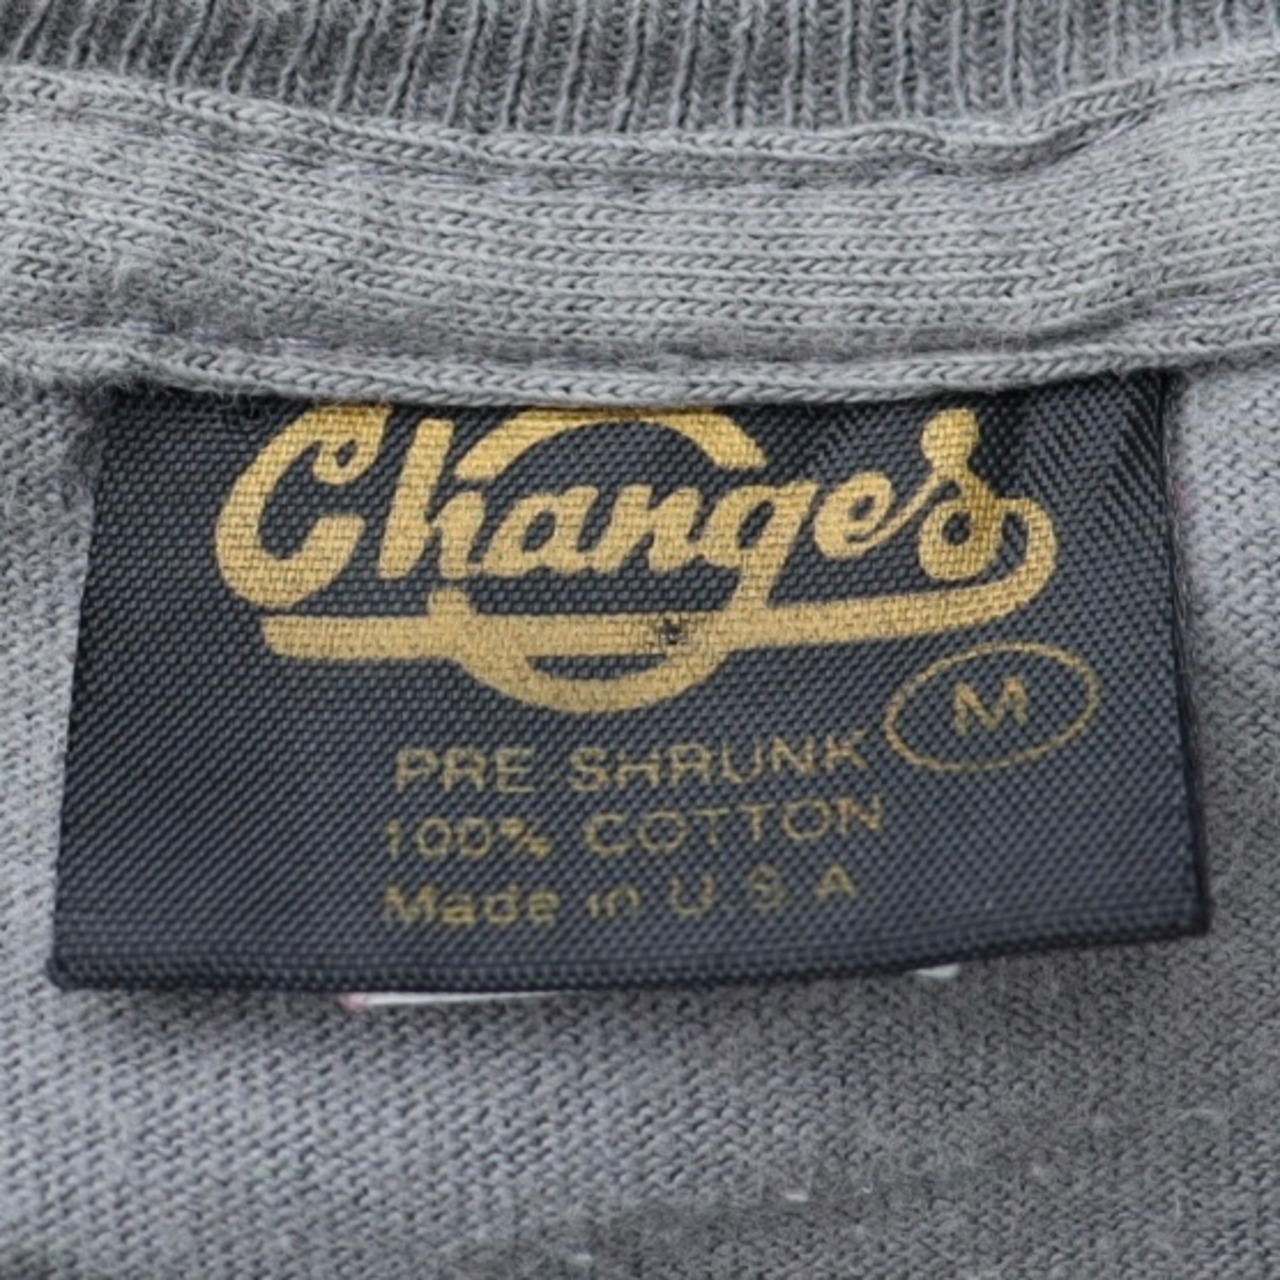 Changes
M
PRE-SHRUNK
100% COTTON
Made in U.S.A